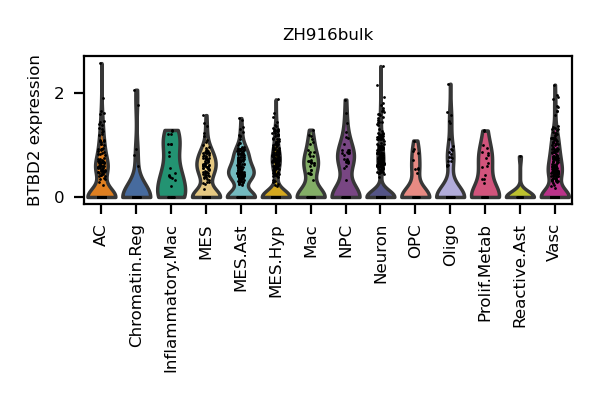 ZH916bulk
BTBD2 expression
2
0
AC
Chromatin.Reg
Inflammatory.Mac
MES
MES.Ast
MES.Hyp
Mac
NPC
Neuron
OPC
Oligo
Prolif.Metab
Reactive.Ast
Vasc